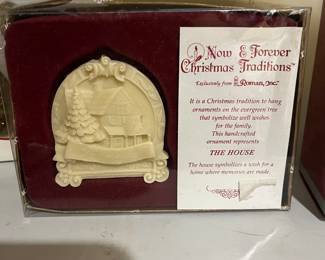 Now & Forever
Christmas Traditions™
Exclusively from Roman, Inc.
It is a Christmas tradition to hang
ornaments on the evergreen tree
that symbolize well wishes
for the family.
This handcrafted
ornament represents
THE HOUSE
The house symbolizes a wish for a
home where memories are made.